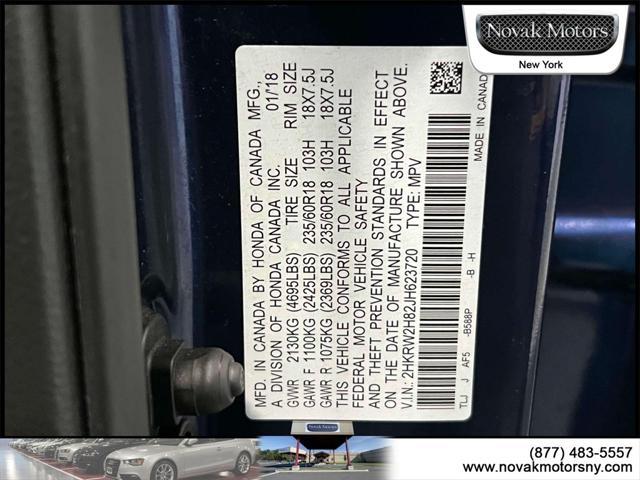 Novak Motors
New York
MFD. IN CANADA BY HONDA OF CANADA MFG.,
A DIVISION OF HONDA CANADA INC. 01/18
GVWR 2130KG (4695LBS) TIRE SIZE RIM SIZE
GAWR F 1100KG (2425LBS) 235/60R18 103H 18X7.5J
GAWR R 1075KG (2369LBS) 235/60R18 103H 18X7.5J
THIS VEHICLE CONFORMS TO ALL APPLICABLE
FEDERAL MOTOR VEHICLE SAFETY
AND THEFT PREVENTION STANDARDS IN EFFECT
ON THE DATE OF MANUFACTURE SHOWN ABOVE.
V.I.N.: 2HKRW2H82JH623720 TYPE: MPV
TLJ J AF5 -B588P -B -H
MADE IN CANADA
(877) 483-5557
www.novakmotorsny.com